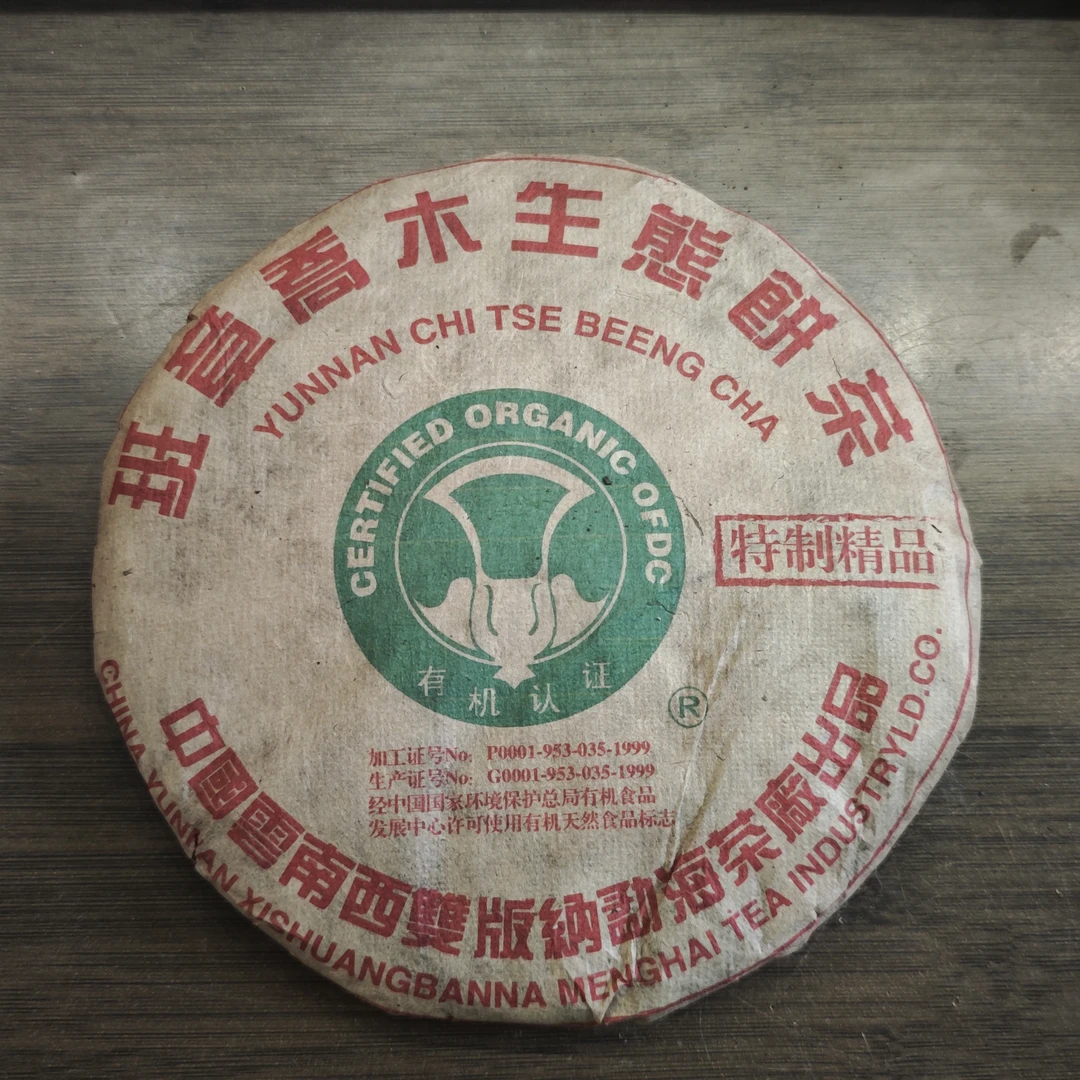 班章喬木生態餅茶
YUNNAN CHI TSE BEENG CHA
CERTIFIED ORGANIC OFDC
有机认证
®
特制精品
加工证号No: P0001-953-035-1999
生产证号No: G0001-953-035-1999
经中国国家环境保护总局有机食品
发展中心许可使用有机天然食品标志
中國雲南西雙版納勐海茶廠出品
CHINA YUNNAN XISHUANGBANNA MENGHAI TEA INDUSTRYLD.CO.